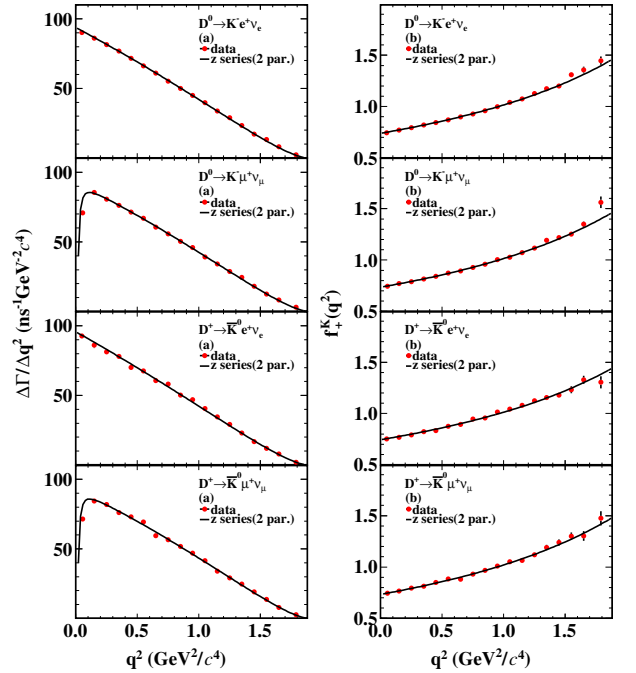 D⁰→K⁻e⁺νₑ
(a)
data
z series(2 par.)
100
50
D⁰→K⁻e⁺νₑ
(b)
data
z series(2 par.)
1.5
1.0
0.5
D⁰→K⁻μ⁺ν_μ
(a)
data
z series(2 par.)
100
50
D⁰→K⁻μ⁺ν_μ
(b)
data
z series(2 par.)
1.5
1.0
0.5
D⁺→K̅⁰e⁺νₑ
(a)
data
z series(2 par.)
100
50
D⁺→K̅⁰e⁺νₑ
(b)
data
z series(2 par.)
1.5
1.0
0.5
D⁺→K̅⁰μ⁺ν_μ
(a)
data
z series(2 par.)
100
50
D⁺→K̅⁰μ⁺ν_μ
(b)
data
z series(2 par.)
1.5
1.0
0.5
ΔΓ/Δq² (ns⁻¹GeV⁻²c⁴)
f₊ᴷ(q²)
0.0 0.5 1.0 1.5
0.0 0.5 1.0 1.5
q² (GeV²/c⁴)
q² (GeV²/c⁴)